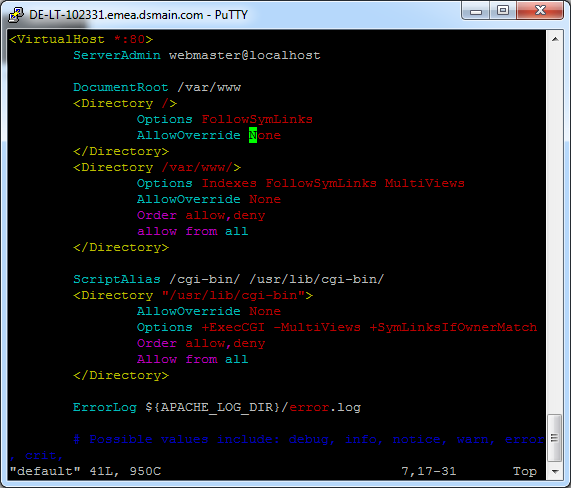 DE-LT-102331.emea.dsmain.com - PuTTY
<VirtualHost *:80>
        ServerAdmin webmaster@localhost

        DocumentRoot /var/www
        <Directory />
                Options FollowSymLinks
                AllowOverride None
        </Directory>
        <Directory /var/www/>
                Options Indexes FollowSymLinks MultiViews
                AllowOverride None
                Order allow,deny
                allow from all
        </Directory>

        ScriptAlias /cgi-bin/ /usr/lib/cgi-bin/
        <Directory "/usr/lib/cgi-bin">
                AllowOverride None
                Options +ExecCGI -MultiViews +SymLinksIfOwnerMatch
                Order allow,deny
                Allow from all
        </Directory>

        ErrorLog ${APACHE_LOG_DIR}/error.log

        # Possible values include: debug, info, notice, warn, error
, crit,
"default" 41L, 950C                              7,17-31       Top